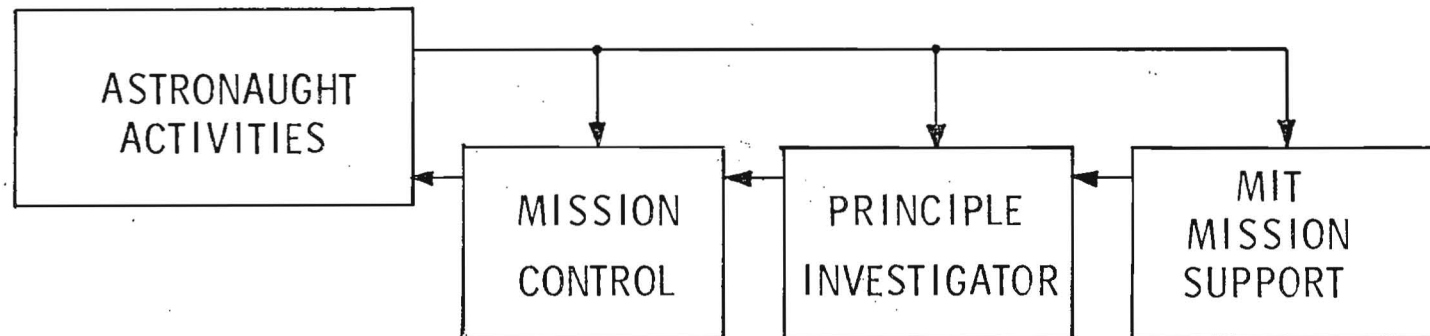 ASTRONAUGHT
ACTIVITIES
MISSION
CONTROL
PRINCIPLE
INVESTIGATOR
MIT
MISSION
SUPPORT